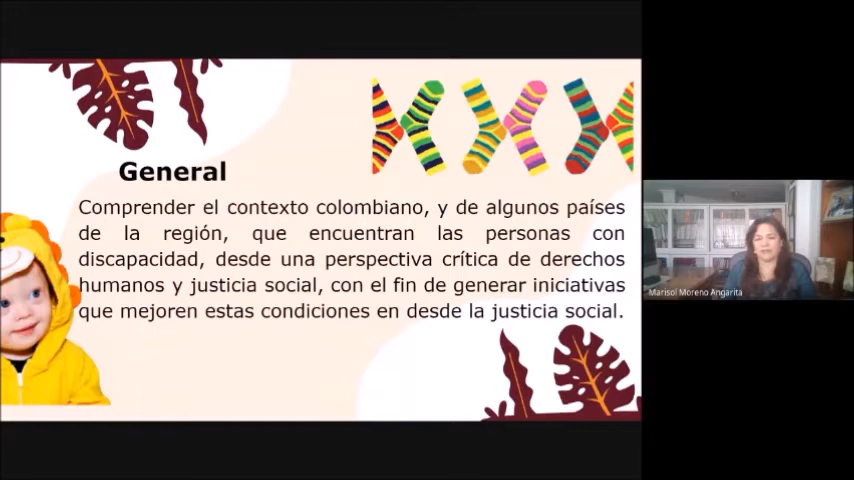 General
Comprender el contexto colombiano, y de algunos países
de la región, que encuentran las personas con
discapacidad, desde una perspectiva crítica de derechos
humanos y justicia social, con el fin de generar iniciativas
que mejoren estas condiciones en desde la justicia social.
Marisol Moreno Angarita